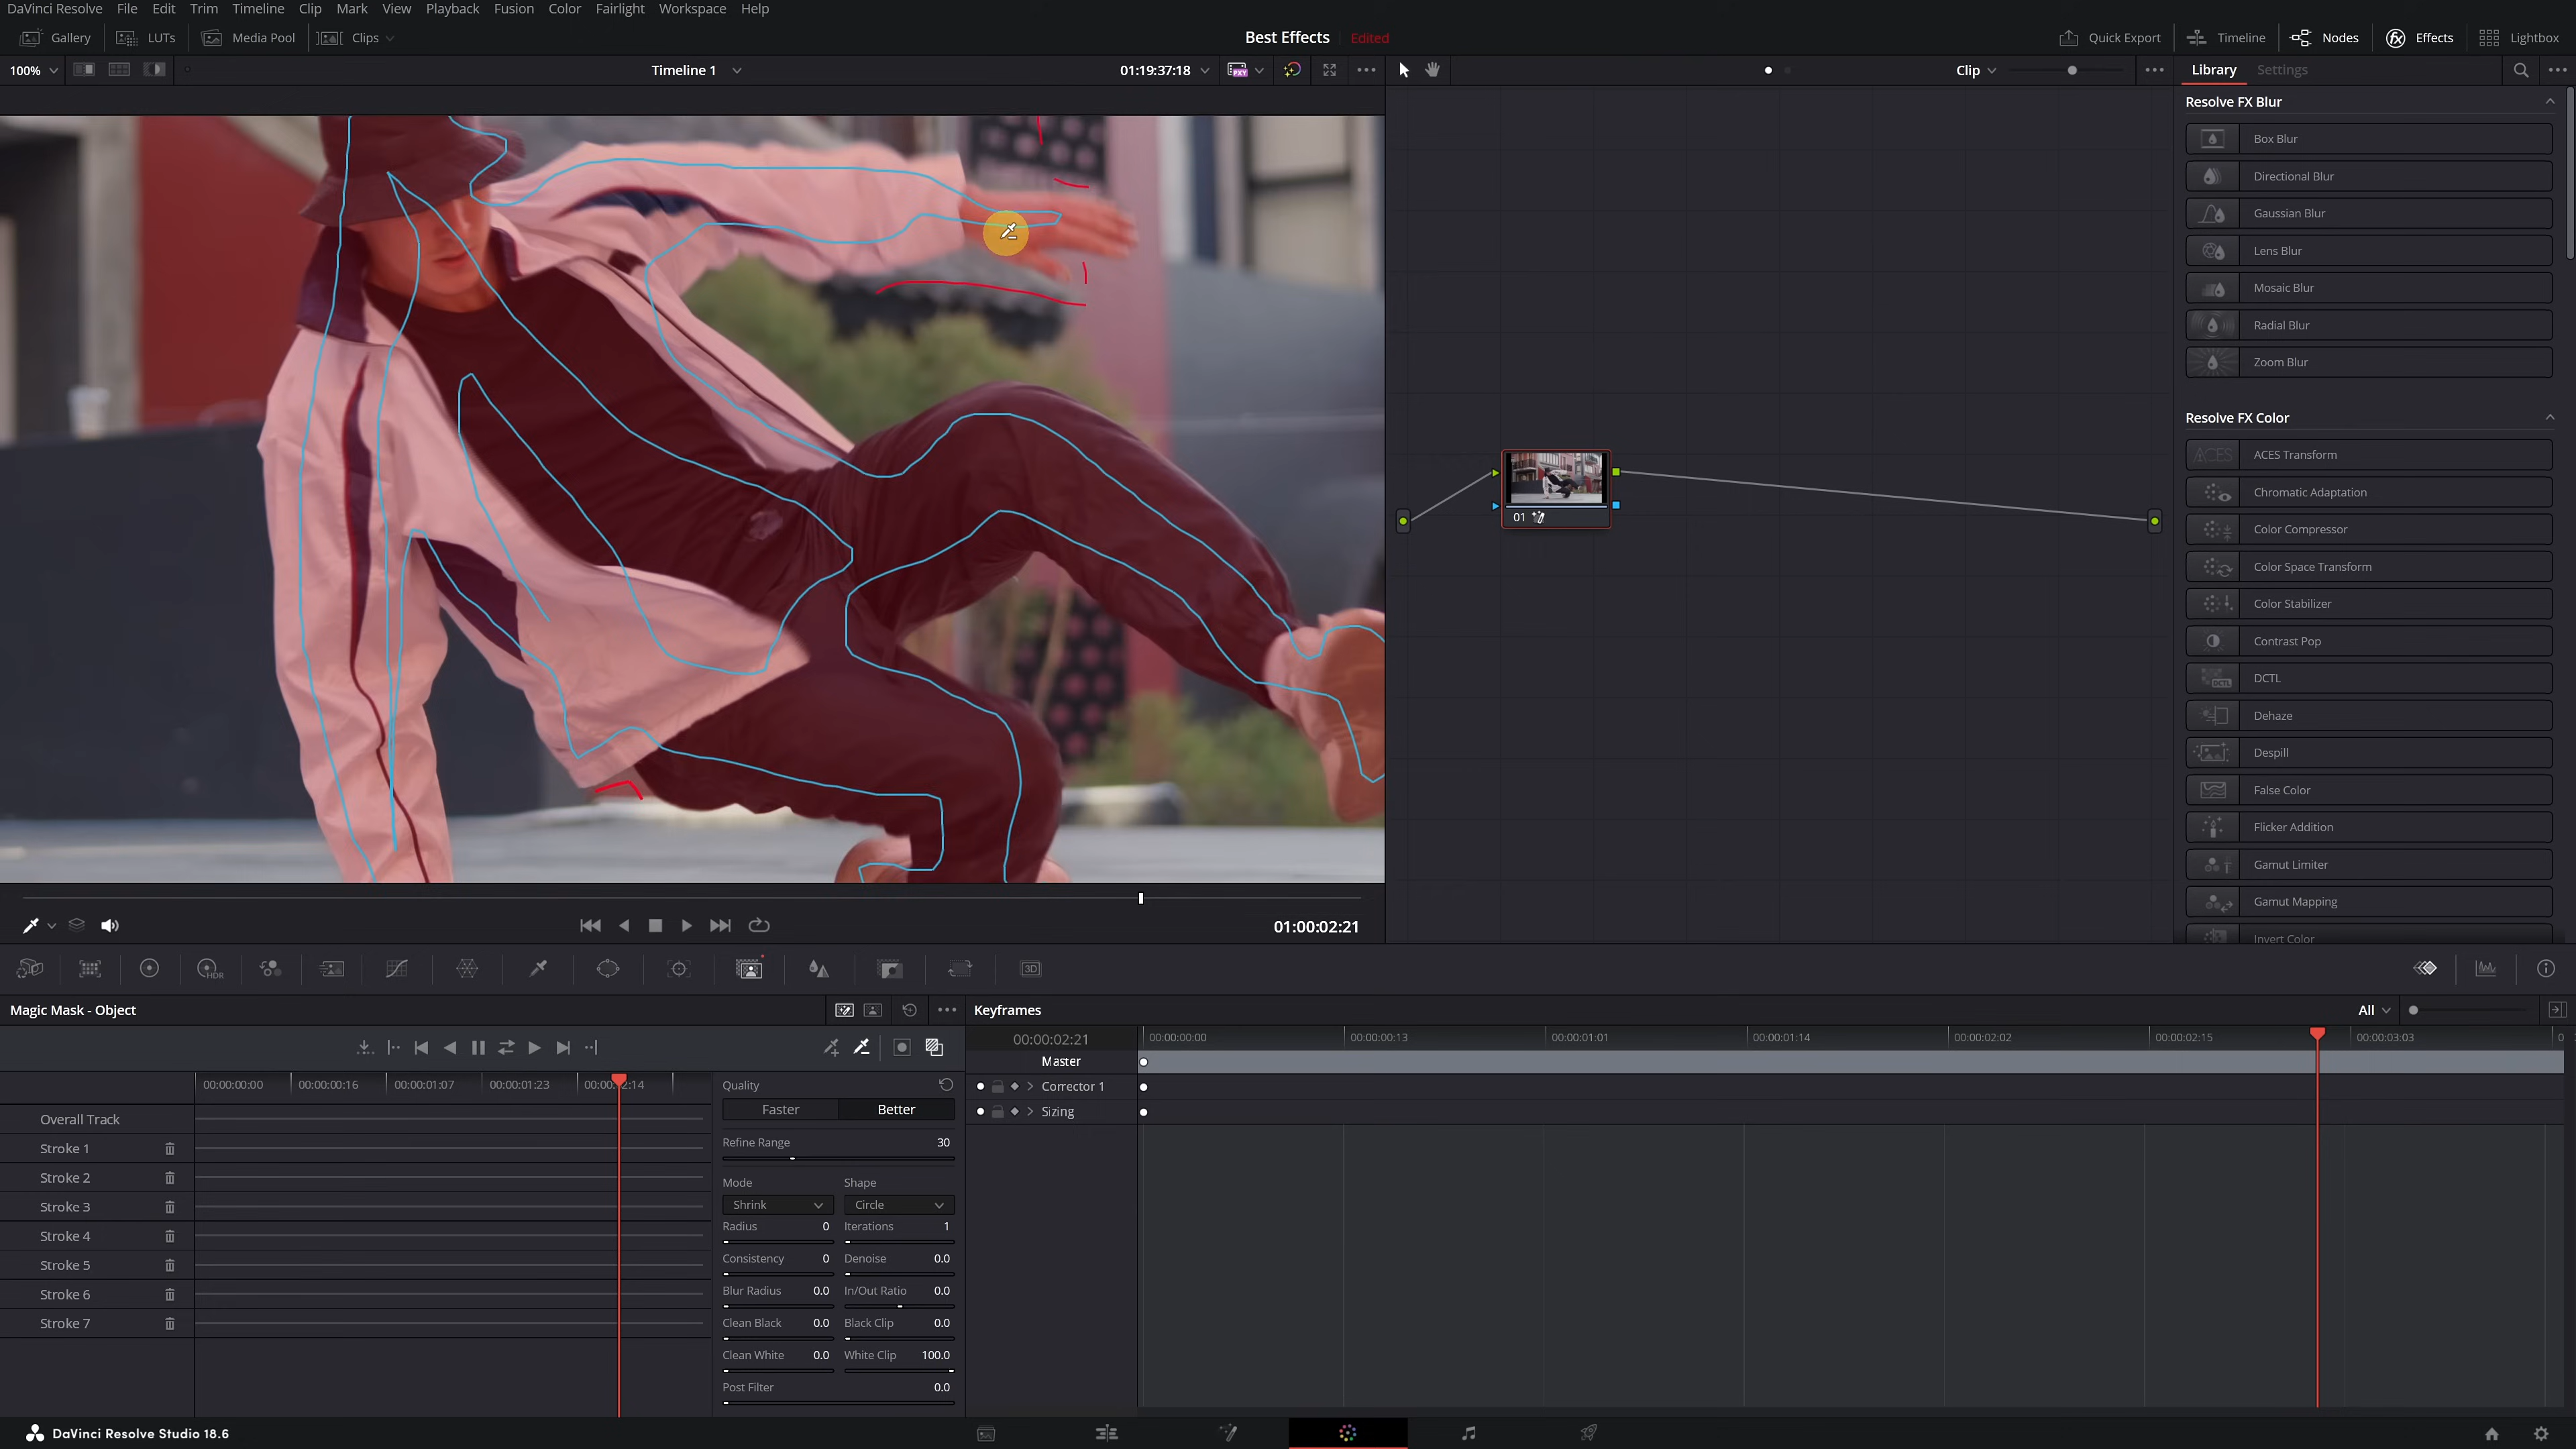 DaVinci Resolve File Edit Trim Timeline Clip Mark View Playback Fusion Color Fairlight Workspace Help
Gallery LUTs Media Pool Clips Best Effects Edited Quick Export Timeline Nodes Effects Lightbox
100% Timeline 1 01:19:37:18 PXY Clip Library Settings
Resolve FX Blur
Box Blur
Directional Blur
Gaussian Blur
Lens Blur
Mosaic Blur
Radial Blur
Zoom Blur
Resolve FX Color
ACES ACES Transform
Chromatic Adaptation
Color Compressor
Color Space Transform
Color Stabilizer
Contrast Pop
DCTL DCTL
Dehaze
Despill
False Color
Flicker Addition
Gamut Limiter
Gamut Mapping
Invert Color
01
01:00:02:21
HDR 3D
Magic Mask - Object
00:00:00:00 00:00:00:16 00:00:01:07 00:00:01:23
Overall Track
Stroke 1
Stroke 2
Stroke 3
Stroke 4
Stroke 5
Stroke 6
Stroke 7
Quality
Faster Better
Refine Range 30
Mode Shape
Shrink Circle
Radius 0 Iterations 1
Consistency 0 Denoise 0.0
Blur Radius 0.0 In/Out Ratio 0.0
Clean Black 0.0 Black Clip 0.0
Clean White 0.0 White Clip 100.0
Post Filter 0.0
Keyframes All
00:00:02:21 00:00:00:00 00:00:00:13 00:00:01:01 00:00:01:14 00:00:02:02 00:00:02:15 00:00:03:03 0
Master
Corrector 1
Sizing
DaVinci Resolve Studio 18.6